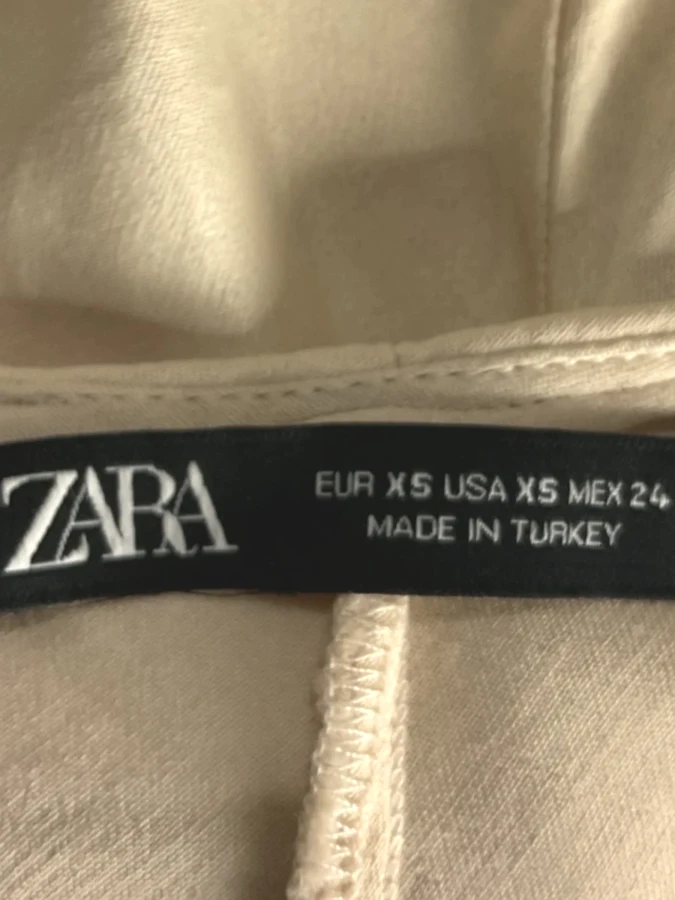 ZARA
EUR XS USA XS MEX 24
MADE IN TURKEY